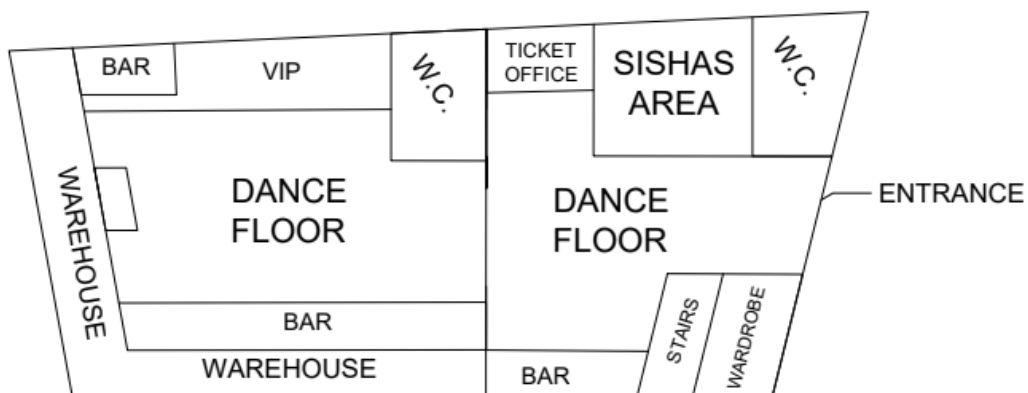 BAR
VIP
W.C.
TICKET
OFFICE
SISHAS
AREA
W.C.
WAREHOUSE
DANCE
FLOOR
DANCE
FLOOR
ENTRANCE
BAR
WAREHOUSE
BAR
STAIRS
WARDROBE